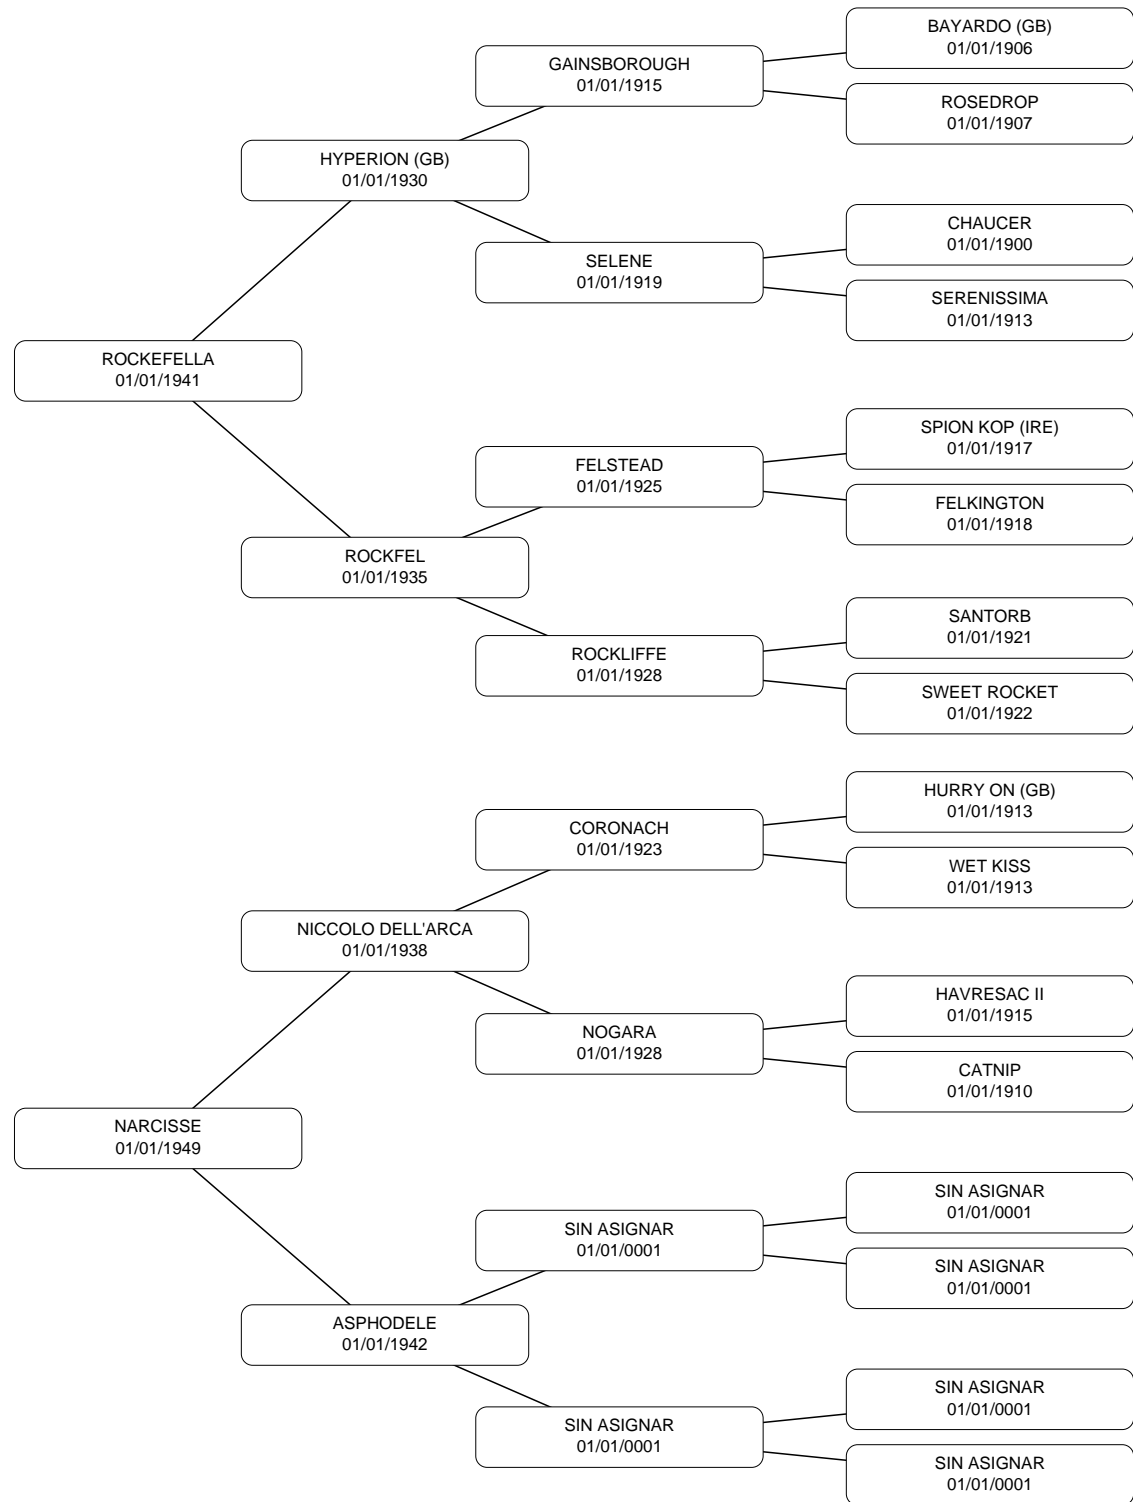 BAYARDO (GB)
01/01/1906
GAINSBOROUGH
01/01/1915
ROSEDROP
01/01/1907
HYPERION (GB)
01/01/1930
CHAUCER
01/01/1900
SELENE
01/01/1919
SERENISSIMA
01/01/1913
ROCKEFELLA
01/01/1941
SPION KOP (IRE)
01/01/1917
FELSTEAD
01/01/1925
FELKINGTON
01/01/1918
ROCKFEL
01/01/1935
SANTORB
01/01/1921
ROCKLIFFE
01/01/1928
SWEET ROCKET
01/01/1922
HURRY ON (GB)
01/01/1913
CORONACH
01/01/1923
WET KISS
01/01/1913
NICCOLO DELL'ARCA
01/01/1938
HAVRESAC II
01/01/1915
NOGARA
01/01/1928
CATNIP
01/01/1910
NARCISSE
01/01/1949
SIN ASIGNAR
01/01/0001
SIN ASIGNAR
01/01/0001
SIN ASIGNAR
01/01/0001
ASPHODELE
01/01/1942
SIN ASIGNAR
01/01/0001
SIN ASIGNAR
01/01/0001
SIN ASIGNAR
01/01/0001